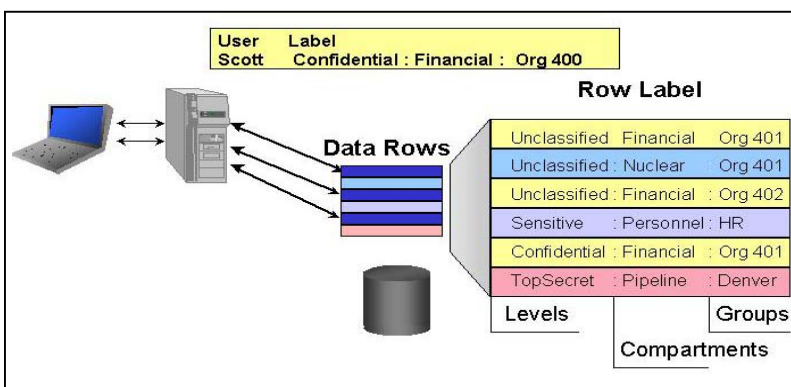 User Label
Scott Confidential : Financial : Org 400
Row Label
Data Rows
Unclassified Financial Org 401
Unclassified : Nuclear Org 401
Unclassified : Financial : Org 402
Sensitive : Personnel : HR
Confidential : Financial : Org 401
TopSecret : Pipeline : Denver
Levels
Groups
Compartments